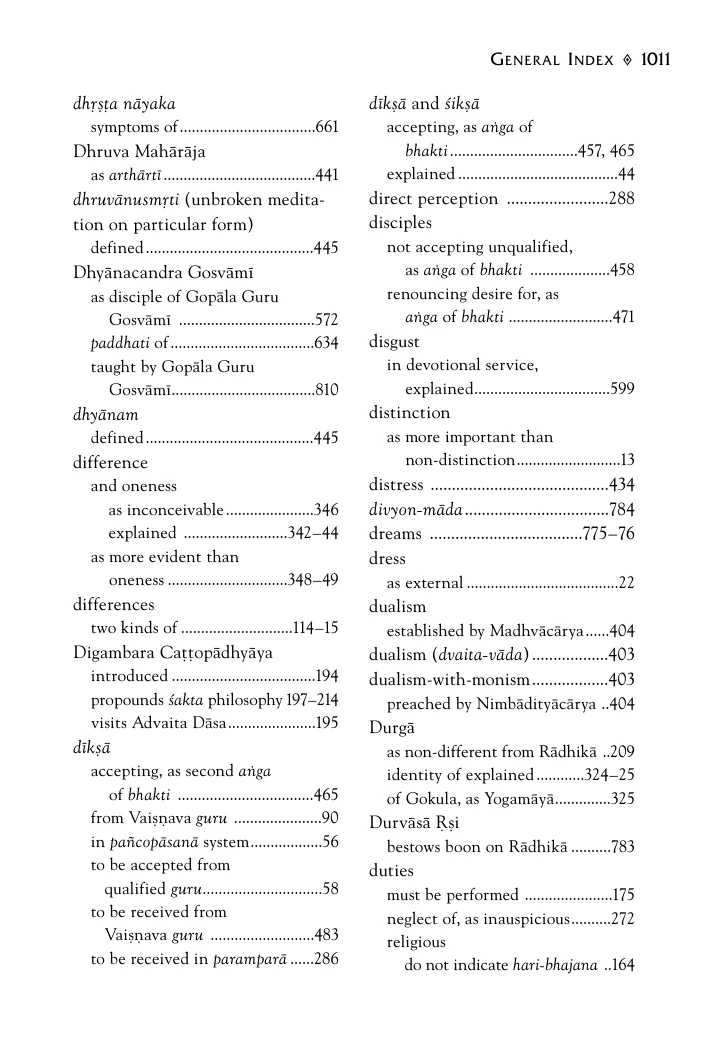 GENERAL INDEX ◈ 1011
dhṛṣṭa nāyaka
symptoms of..................................661
Dhruva Mahārāja
as arthārtī......................................441
dhruvānusmṛti (unbroken medita-
tion on particular form)
defined..........................................445
Dhyānacandra Gosvāmī
as disciple of Gopāla Guru
Gosvāmī ..................................572
paddhati of....................................634
taught by Gopāla Guru
Gosvāmī....................................810
dhyānam
defined..........................................445
difference
and oneness
as inconceivable......................346
explained ..........................342–44
as more evident than
oneness ..............................348–49
differences
two kinds of ............................114–15
Digambara Caṭṭopādhyāya
introduced ....................................194
propounds śakta philosophy 197–214
visits Advaita Dāsa......................195
dīkṣā
accepting, as second aṅga
of bhakti ..................................465
from Vaiṣṇava guru ......................90
in pañcopāsanā system..................56
to be accepted from
qualified guru..............................58
to be received from
Vaiṣṇava guru ..........................483
to be received in paramparā ......286
dīkṣā and śikṣā
accepting, as aṅga of
bhakti................................457, 465
explained ........................................44
direct perception ........................288
disciples
not accepting unqualified,
as aṅga of bhakti ....................458
renouncing desire for, as
aṅga of bhakti ..........................471
disgust
in devotional service,
explained..................................599
distinction
as more important than
non-distinction..........................13
distress ..........................................434
divyon-māda..................................784
dreams ....................................775–76
dress
as external ......................................22
dualism
established by Madhvācārya......404
dualism (dvaita-vāda)..................403
dualism-with-monism..................403
preached by Nimbādityācārya ..404
Durgā
as non-different from Rādhikā ..209
identity of explained............324–25
of Gokula, as Yogamāyā..............325
Durvāsā Ṛṣi
bestows boon on Rādhikā ..........783
duties
must be performed ......................175
neglect of, as inauspicious..........272
religious
do not indicate hari-bhajana ..164